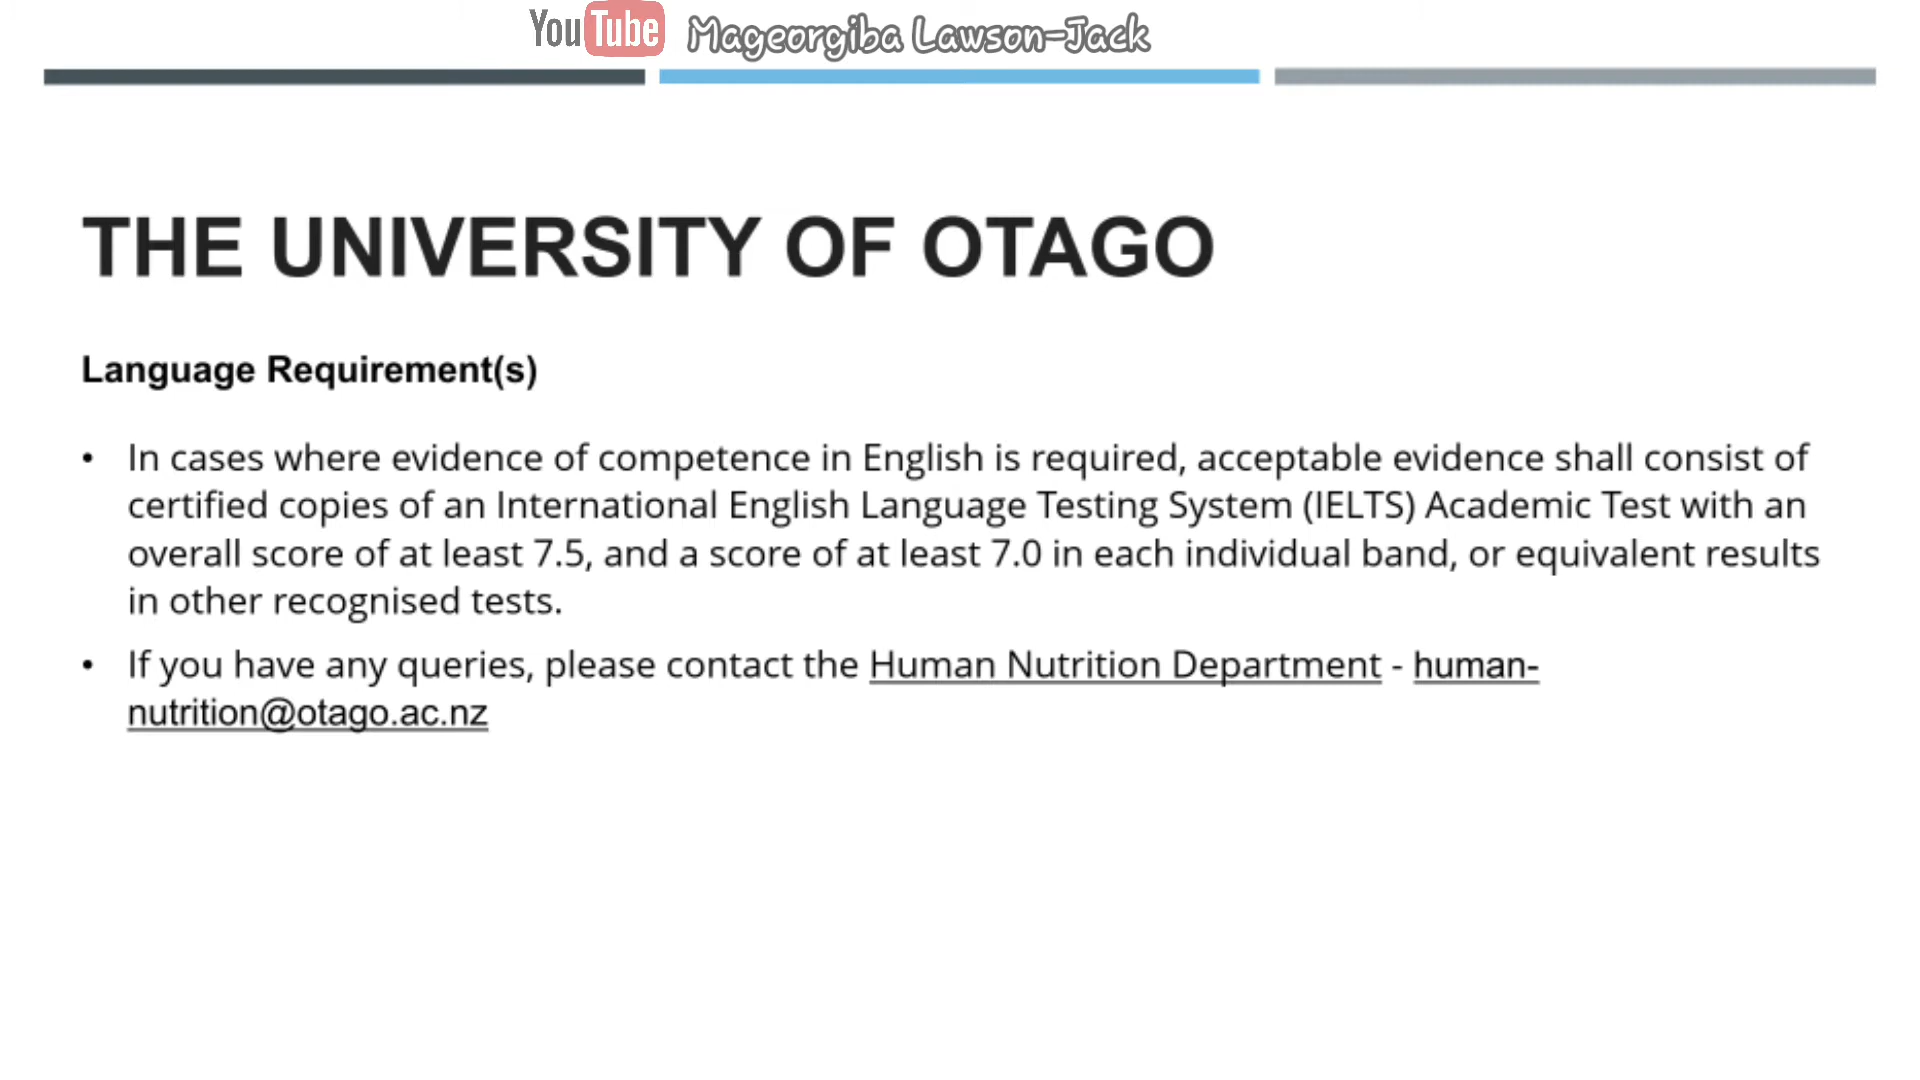 YouTube Mageorgiba Lawson-Jack
THE UNIVERSITY OF OTAGO
Language Requirement(s)
• In cases where evidence of competence in English is required, acceptable evidence shall consist of
certified copies of an International English Language Testing System (IELTS) Academic Test with an
overall score of at least 7.5, and a score of at least 7.0 in each individual band, or equivalent results
in other recognised tests.
• If you have any queries, please contact the Human Nutrition Department - human-
nutrition@otago.ac.nz